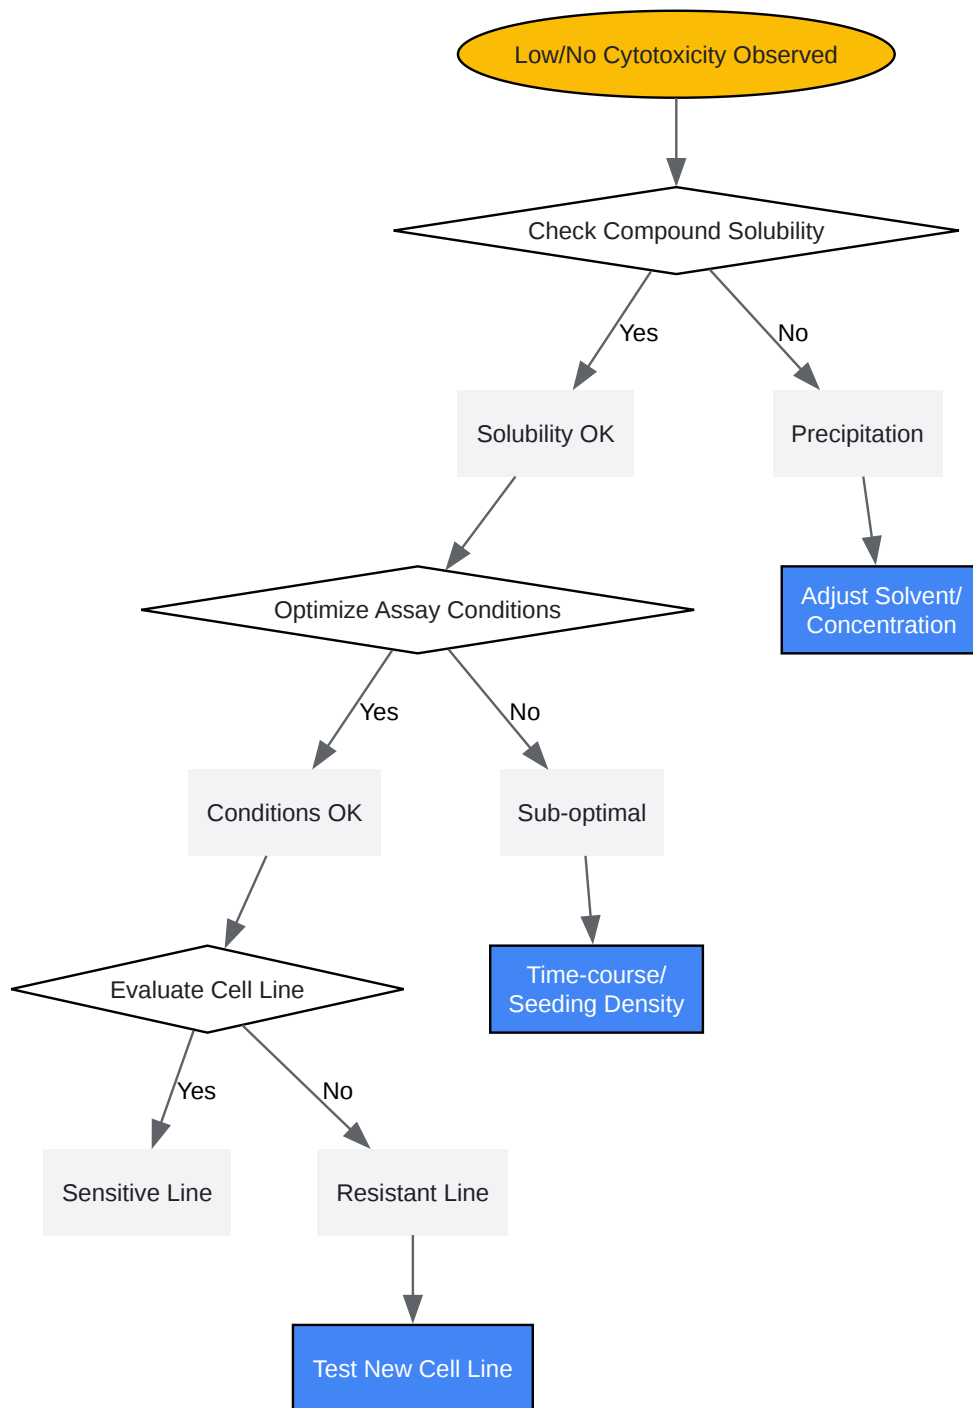 Low/No Cytotoxicity Observed
Check Compound Solubility
Yes
No
Solubility OK
Precipitation
Optimize Assay Conditions
Adjust Solvent/
Concentration
Yes
No
Conditions OK
Sub-optimal
Evaluate Cell Line
Time-course/
Seeding Density
Yes
No
Sensitive Line
Resistant Line
Test New Cell Line